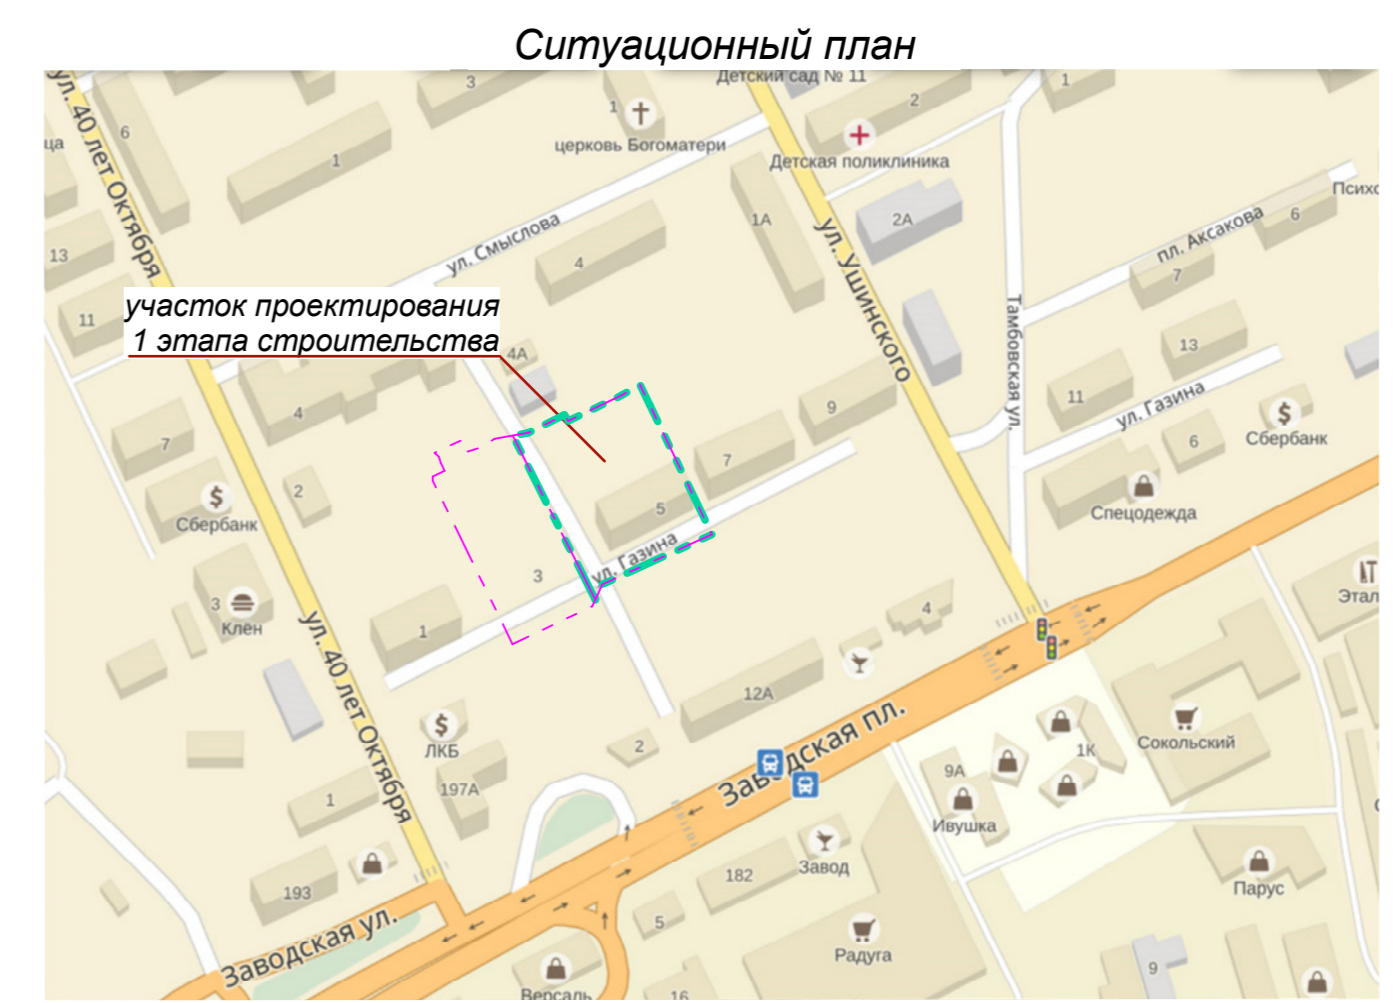 Ситуационный план
Детский сад № 11
3
1
2
1
6
1
церковь Богоматери
Детская поликлиника
ца
ул. 40 лет Октября
1А
2А
6
Психо
пл. Аксакова
ул. Смыслова
4
13
7
ул. Ушинского
11
участок проектирования
1 этапа строительства
Тамбовская ул.
4А
13
4
9
11
ул. Газина
$
Сбербанк
7
7
6
2
$
Сбербанк
5
Спецодежда
ул. Газина
3
3
Клен
1
4
Этал
ул. 40 лет Октября
12А
Заводская пл.
$
ЛКБ
2
1К
Сокольский
9А
197А
1
Ивушка
193
182
Завод
Парус
5
Заводская ул.
Радуга
9
Версаль
16